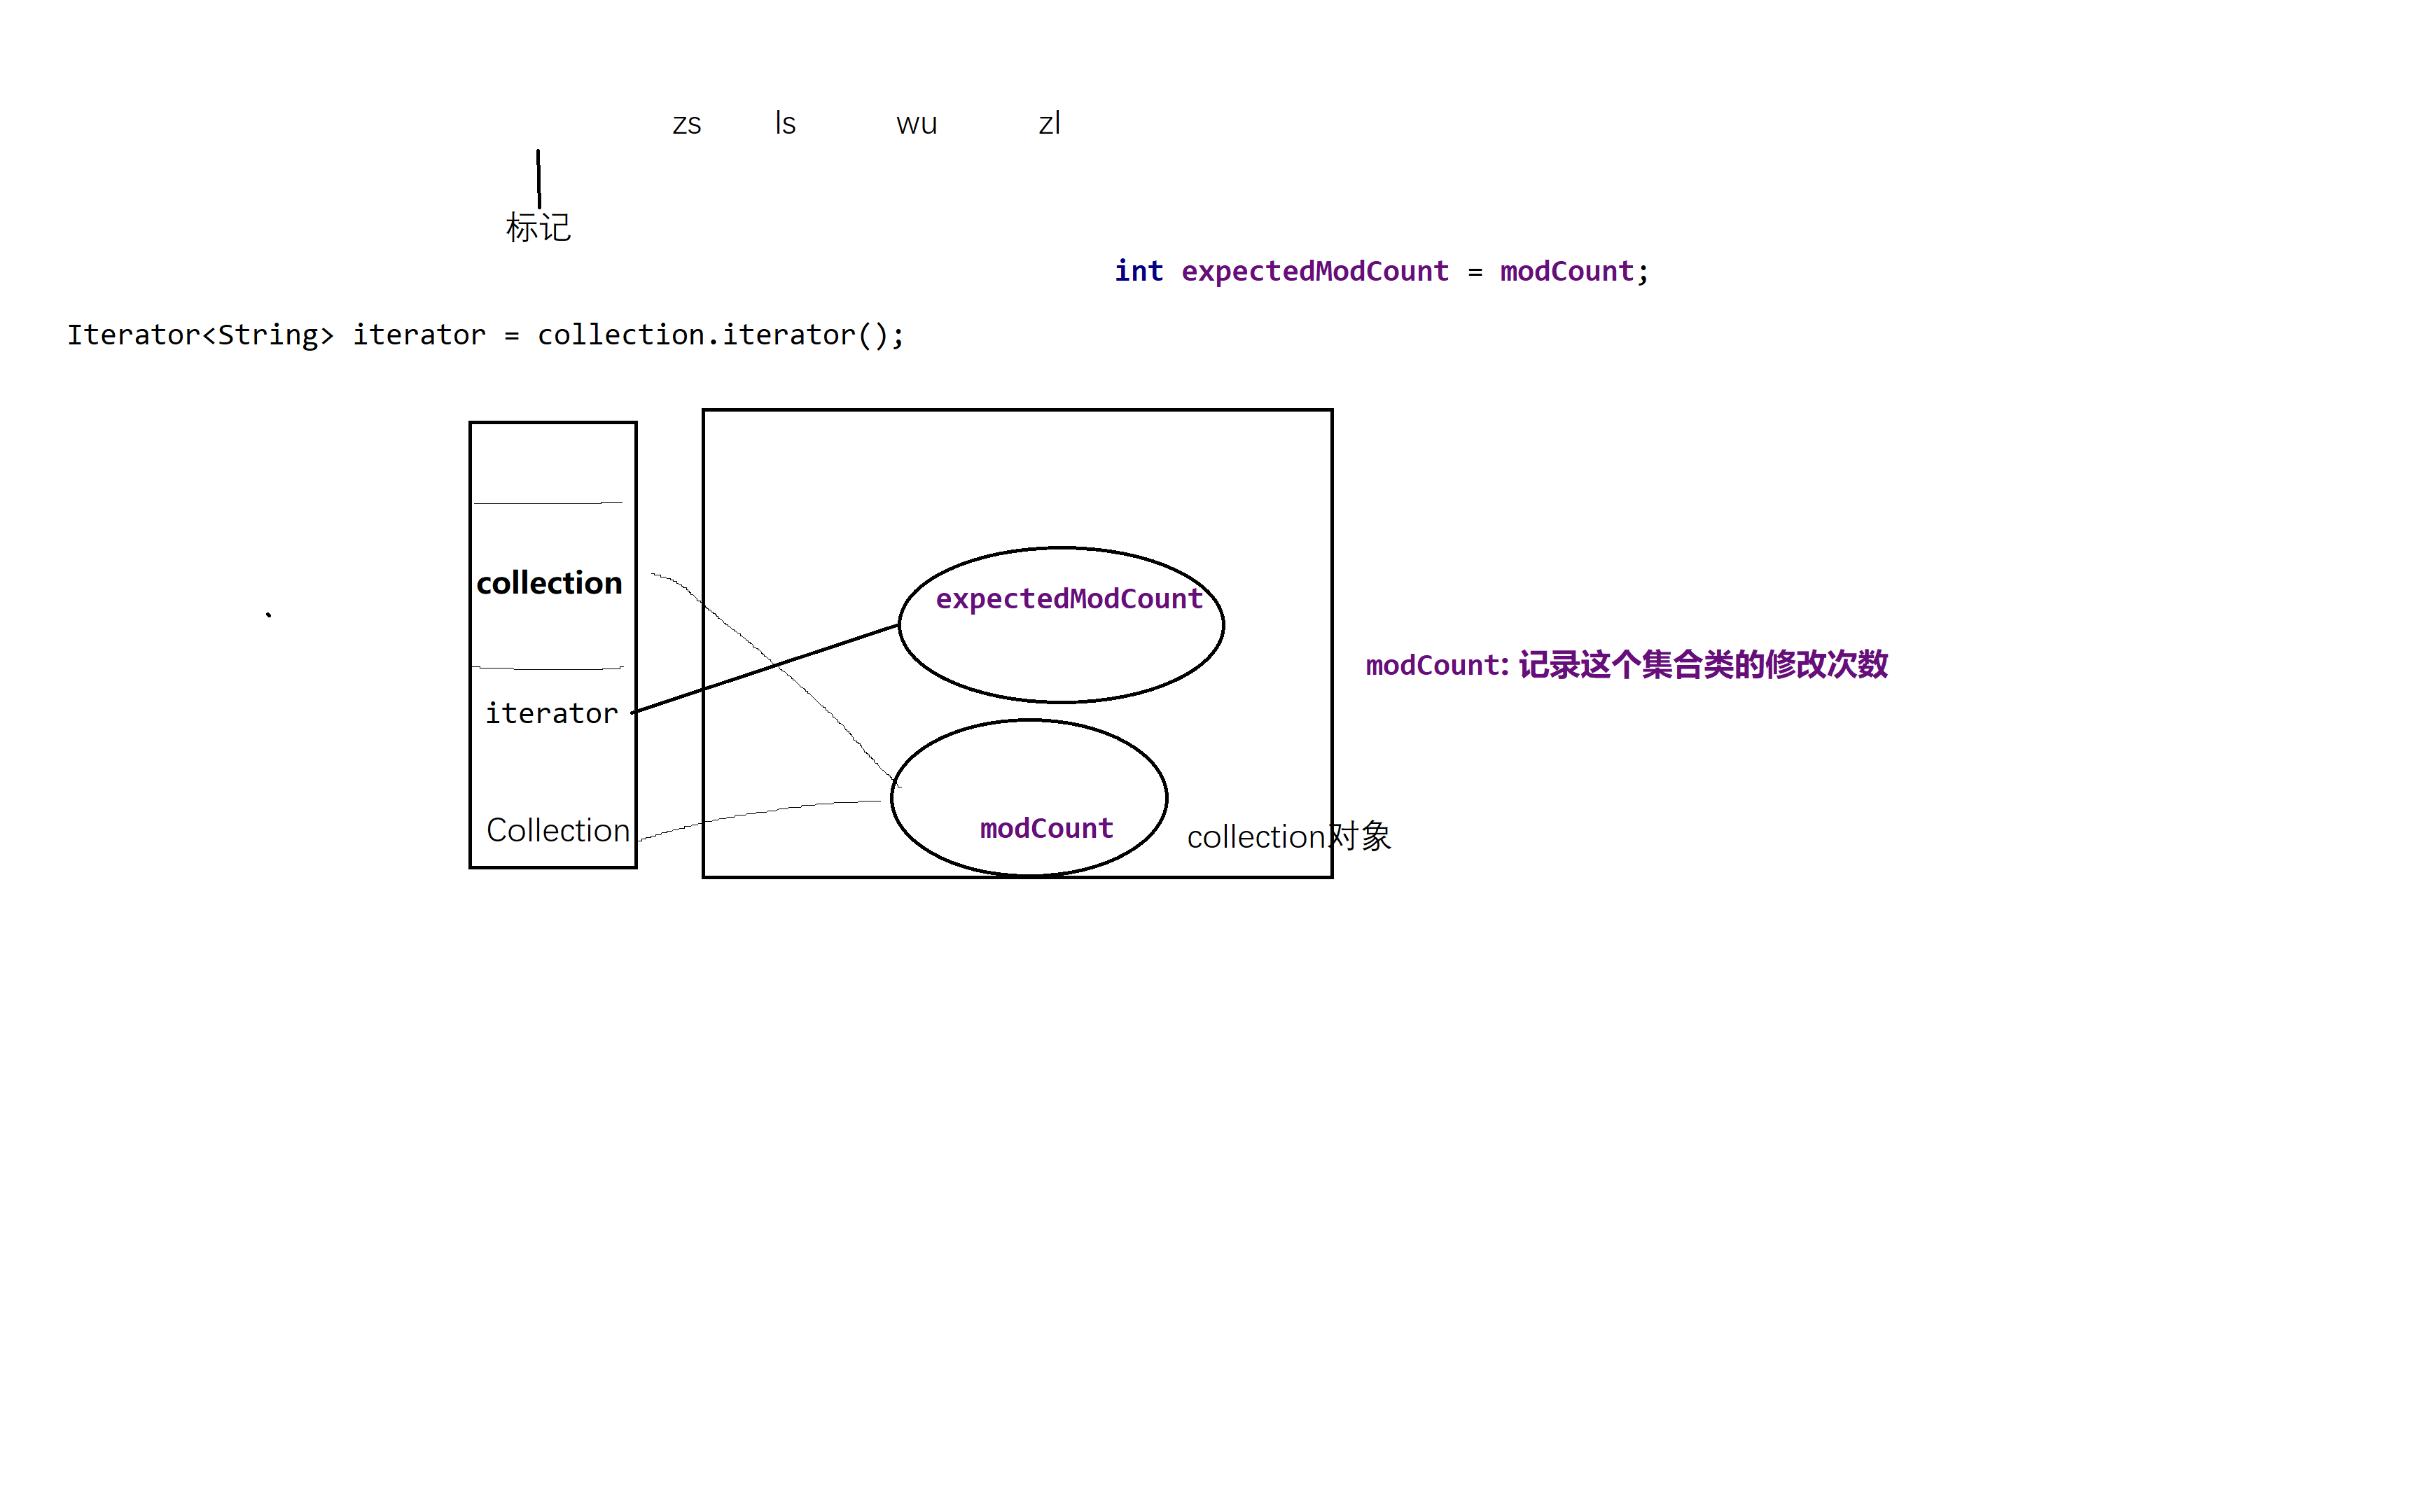 zs ls wu zl
标记
int expectedModCount = modCount;
Iterator<String> iterator = collection.iterator();
collection
expectedModCount
modCount: 记录这个集合类的修改次数
iterator
Collection
modCount
collection对象